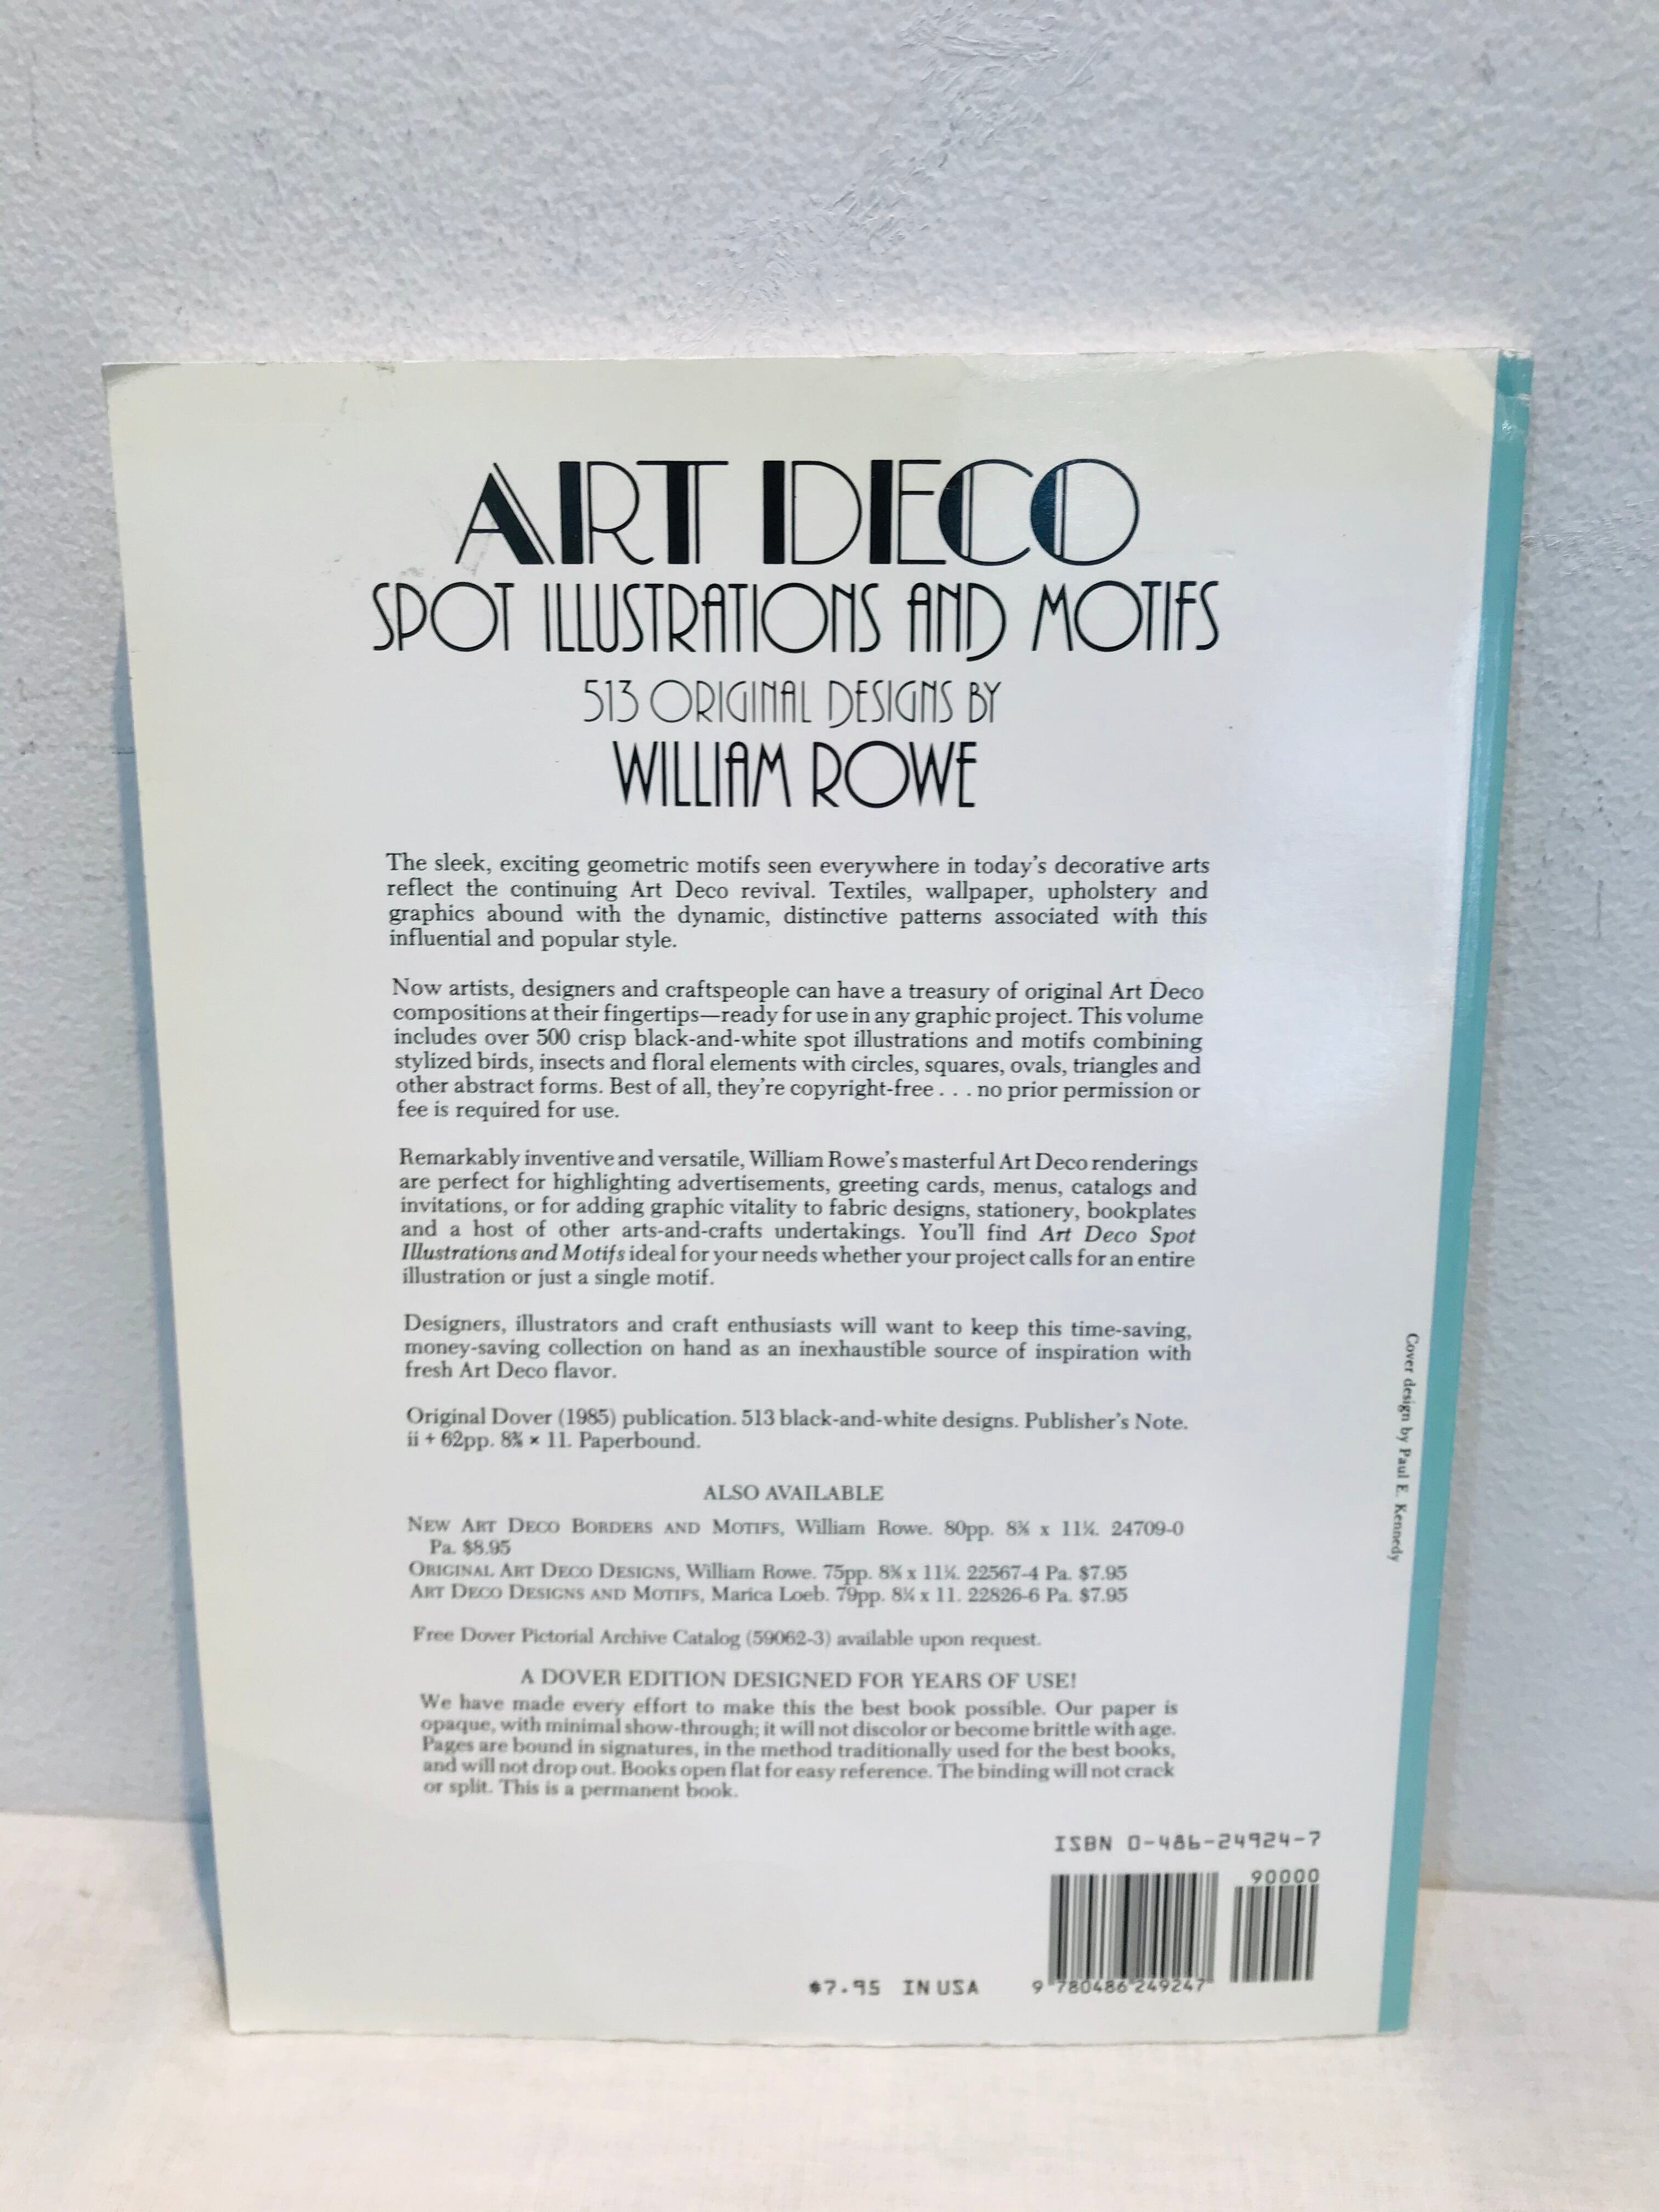 ART DECO
SPOT ILLUSTRATIONS AND MOTIFS
513 ORIGINAL DESIGNS BY
WILLIAM ROWE
The sleek, exciting geometric motifs seen everywhere in today's decorative arts
reflect the continuing Art Deco revival. Textiles, wallpaper, upholstery and
graphics abound with the dynamic, distinctive patterns associated with this
influential and popular style.
Now artists, designers and craftspeople can have a treasury of original Art Deco
compositions at their fingertips—ready for use in any graphic project. This volume
includes over 500 crisp black-and-white spot illustrations and motifs combining
stylized birds, insects and floral elements with circles, squares, ovals, triangles and
other abstract forms. Best of all, they're copyright-free . . . no prior permission or
fee is required for use.
Remarkably inventive and versatile, William Rowe's masterful Art Deco renderings
are perfect for highlighting advertisements, greeting cards, menus, catalogs and
invitations, or for adding graphic vitality to fabric designs, stationery, bookplates
and a host of other arts-and-crafts undertakings. You'll find Art Deco Spot
Illustrations and Motifs ideal for your needs whether your project calls for an entire
illustration or just a single motif.
Designers, illustrators and craft enthusiasts will want to keep this time-saving,
money-saving collection on hand as an inexhaustible source of inspiration with
fresh Art Deco flavor.
Original Dover (1985) publication. 513 black-and-white designs. Publisher's Note.
ii + 62pp. × 11. Paperbound.
ALSO AVAILABLE
NEW ART DECO BORDERS AND MOTIFS, William Rowe. 80pp. x 11¼. 24709-0
Pa. $8.95
ORIGINAL ART DECO DESIGNS, William Rowe. 75pp. x 11¼. 22567-4 Pa. $7.95
ART DECO DESIGNS AND MOTIFS, Marica Loeb. 79pp. x 11. 22826-6 Pa. $7.95
Free Dover Pictorial Archive Catalog (59062-3) available upon request.
A DOVER EDITION DESIGNED FOR YEARS OF USE!
We have made every effort to make this the best book possible. Our paper is
opaque, with minimal show-through; it will not discolor or become brittle with age.
Pages are bound in signatures, in the method traditionally used for the best books,
and will not drop out. Books open flat for easy reference. The binding will not crack
or split. This is a permanent book.
Cover design by Paul E. Kennedy
ISBN 0-486-24924-7
90000
9 780486 249247
$7.95 IN USA